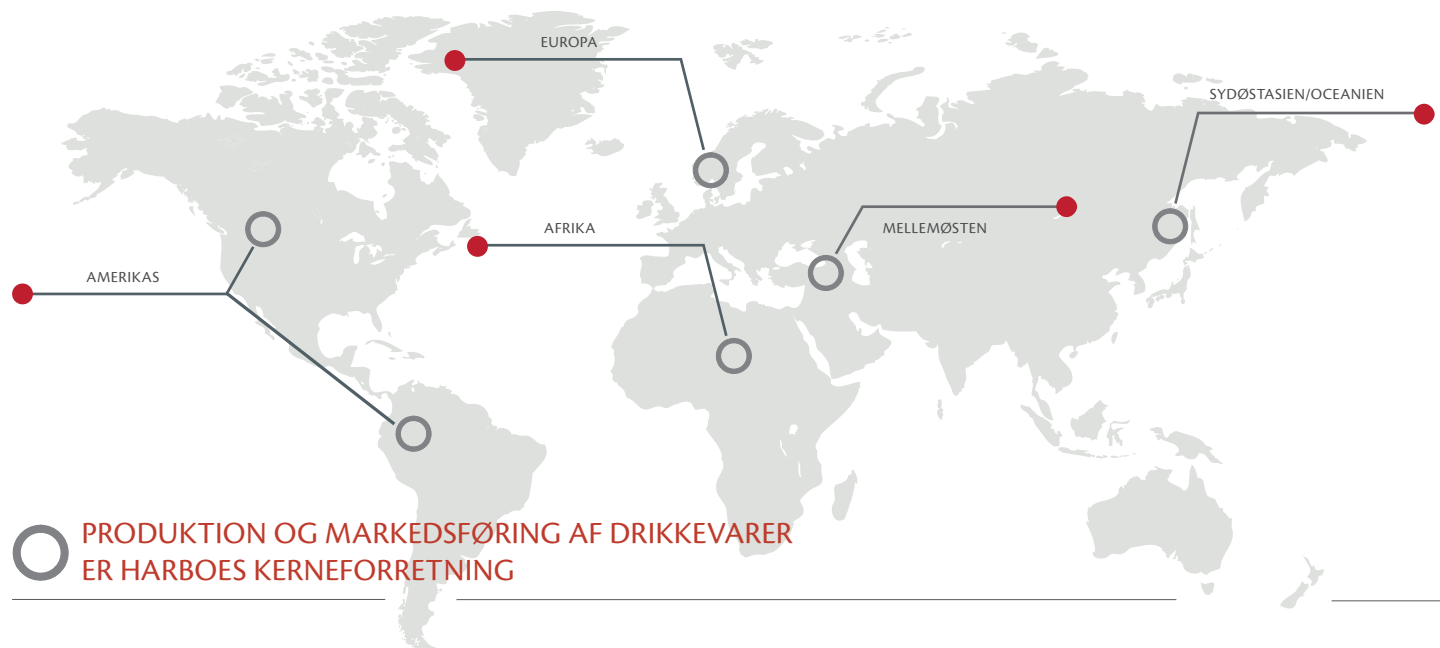 EUROPA
SYDØSTASIEN/OCEANIEN
AFRIKA
MELLEMØSTEN
AMERIKAS
PRODUKTION OG MARKEDSFØRING AF DRIKKEVARER
ER HARBOES KERNEFORRETNING